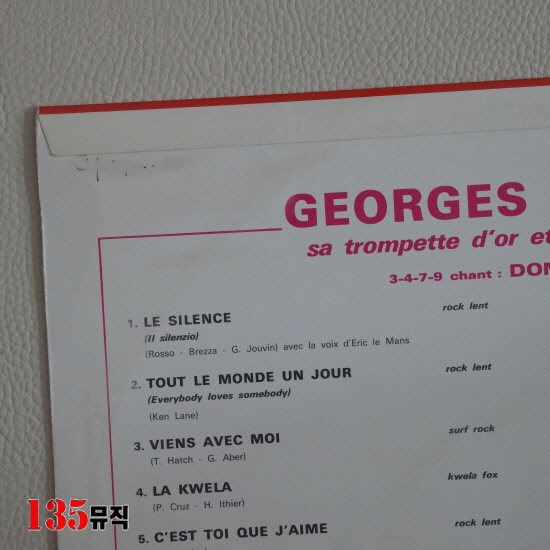 GEORGES
sa trompette d'or et
3-4-7-9 chant :
1. LE SILENCE rock lent
(Il silenzio)
(Rosso - Brezza - G. Jouvin) avec la voix d'Eric le Mans
2. TOUT LE MONDE UN JOUR rock lent
(Everybody loves somebody)
(Ken Lane)
3. VIENS AVEC MOI surf rock
(T. Hatch - G. Aber)
4. LA KWELA kwela fox
(P. Cruz - H. Ithier)
5. C'EST TOI QUE J'AIME rock lent
135뮤직